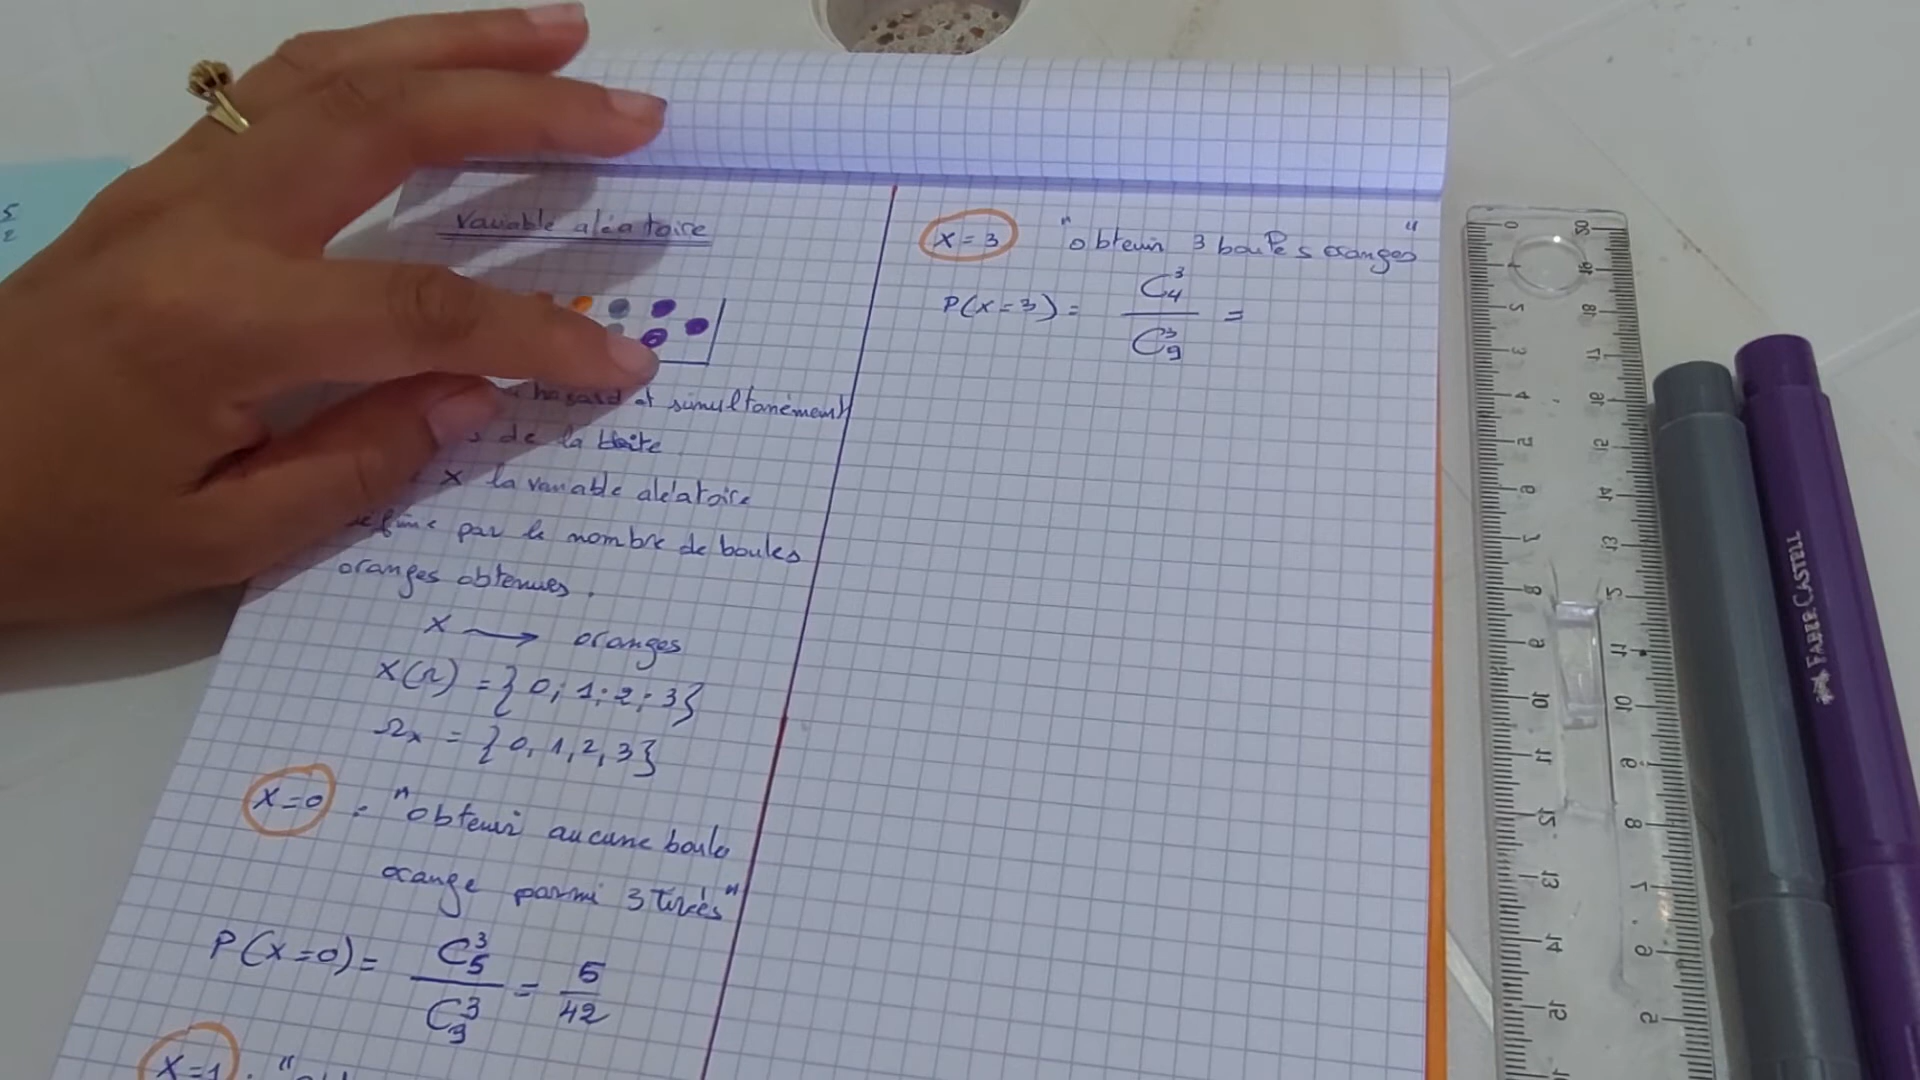 Variable aléatoire
hasard et simultanément
de la boîte
X la variable aléatoire
par le nombre de boules
oranges obtenues.
X → oranges
X(Ω) = {0; 1; 2; 3}
Ωx = {0, 1, 2, 3}
X=0 : "obtenir aucune boule
orange parmi 3 tirées"
P(X=0) = C³₅ / C³₉ = 5/42
X=1 : "
X=3 "obtenir 3 boules oranges"
P(X=3) = C³₄ / C³₉ =
FABER-CASTELL